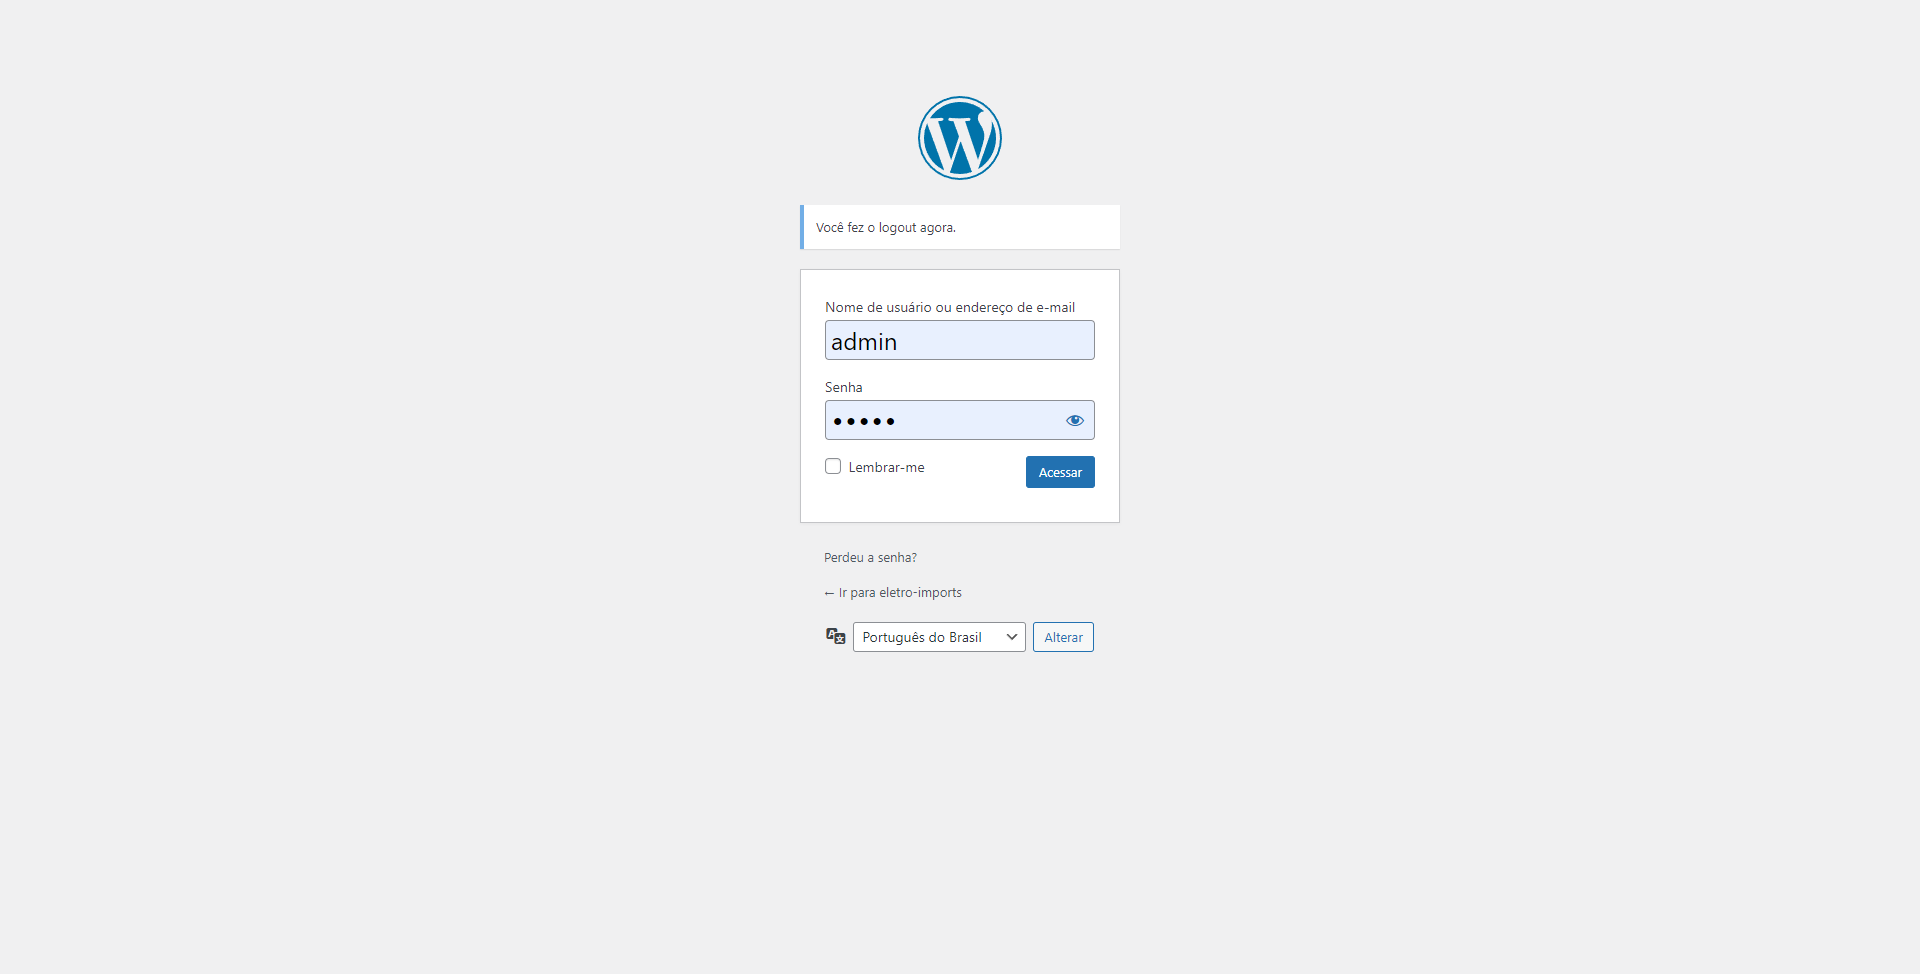 Você fez o logout agora.
Nome de usuário ou endereço de e-mail
admin
Senha
●●●●●
Lembrar-me
Acessar
Perdeu a senha?
← Ir para eletro-imports
Português do Brasil
Alterar